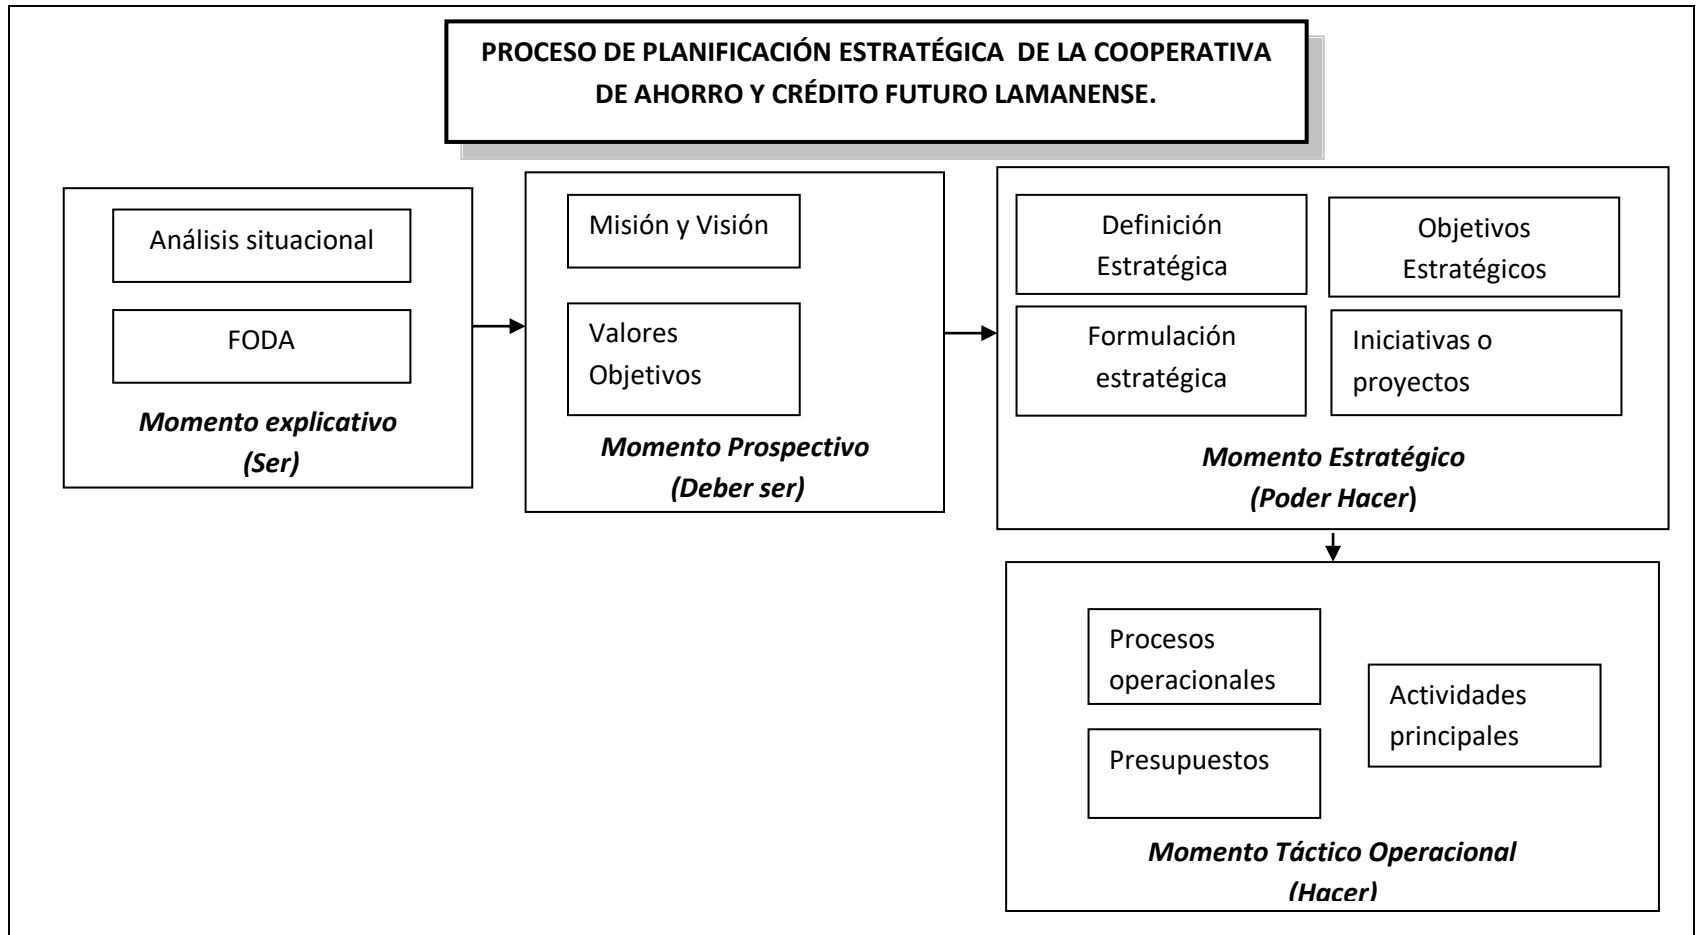 PROCESO DE PLANIFICACIÓN ESTRATÉGICA DE LA COOPERATIVA
DE AHORRO Y CRÉDITO FUTURO LAMANENSE.
Análisis situacional
FODA
Momento explicativo
(Ser)
Misión y Visión
Valores
Objetivos
Momento Prospectivo
(Deber ser)
Definición
Estratégica
Objetivos
Estratégicos
Formulación
estratégica
Iniciativas o
proyectos
Momento Estratégico
(Poder Hacer)
Procesos
operacionales
Actividades
principales
Presupuestos
Momento Táctico Operacional
(Hacer)